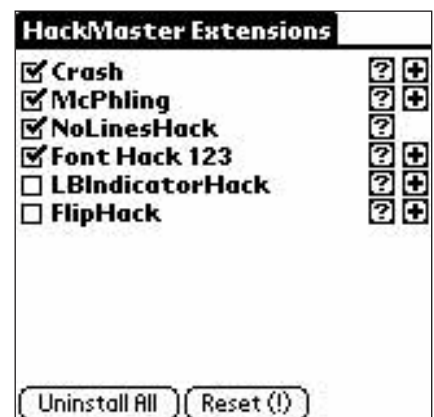 HackMaster Extensions
Crash ? +
McPhling ? +
NoLinesHack ?
Font Hack 123 ? +
LBIndicatorHack ? +
FlipHack ? +
Uninstall All Reset (!)